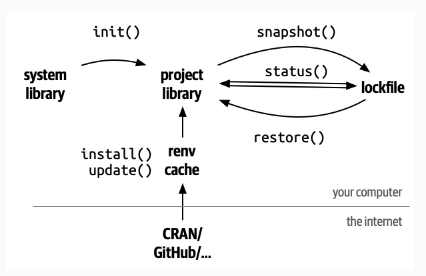 init()
snapshot()
system
library
project
library
status()
lockfile
restore()
install()
update()
renv
cache
your computer
the internet
CRAN/
GitHub/...